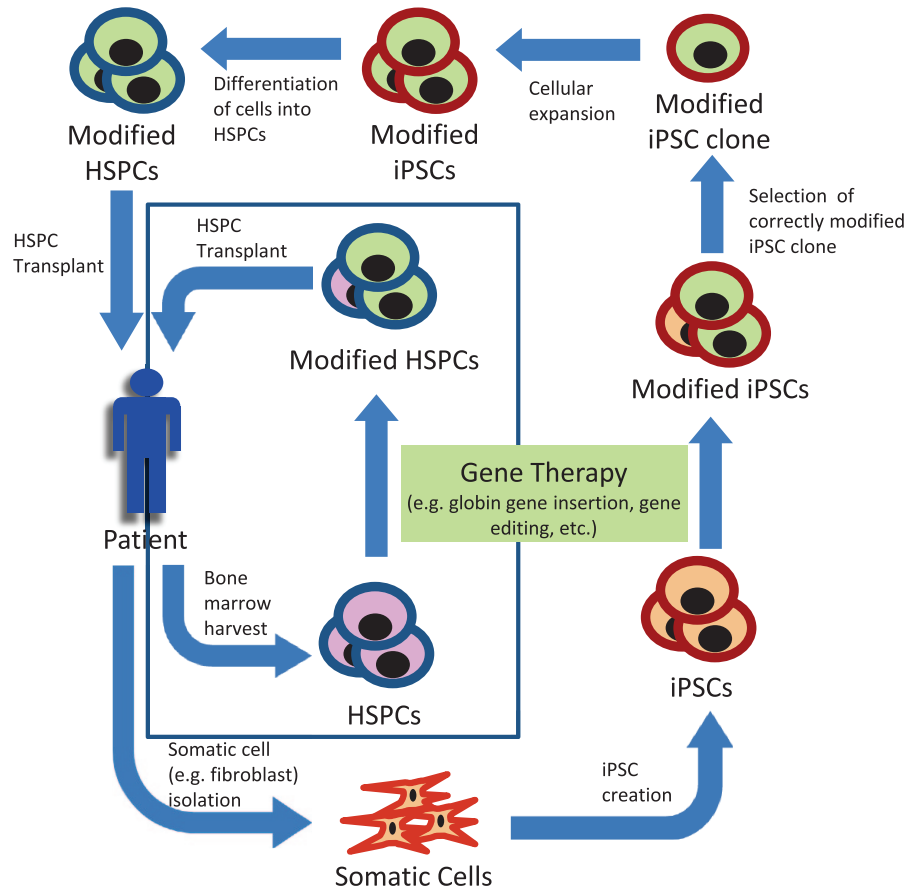 Modified
HSPCs
Differentiation
of cells into
HSPCs
Modified
iPSCs
Cellular
expansion
Modified
iPSC clone
Selection of
correctly modified
iPSC clone
HSPC
Transplant
HSPC
Transplant
Modified HSPCs
Modified iPSCs
Gene Therapy
(e.g. globin gene insertion, gene
editing, etc.)
Patient
Bone
marrow
harvest
HSPCs
iPSCs
Somatic cell
(e.g. fibroblast)
isolation
iPSC
creation
Somatic Cells